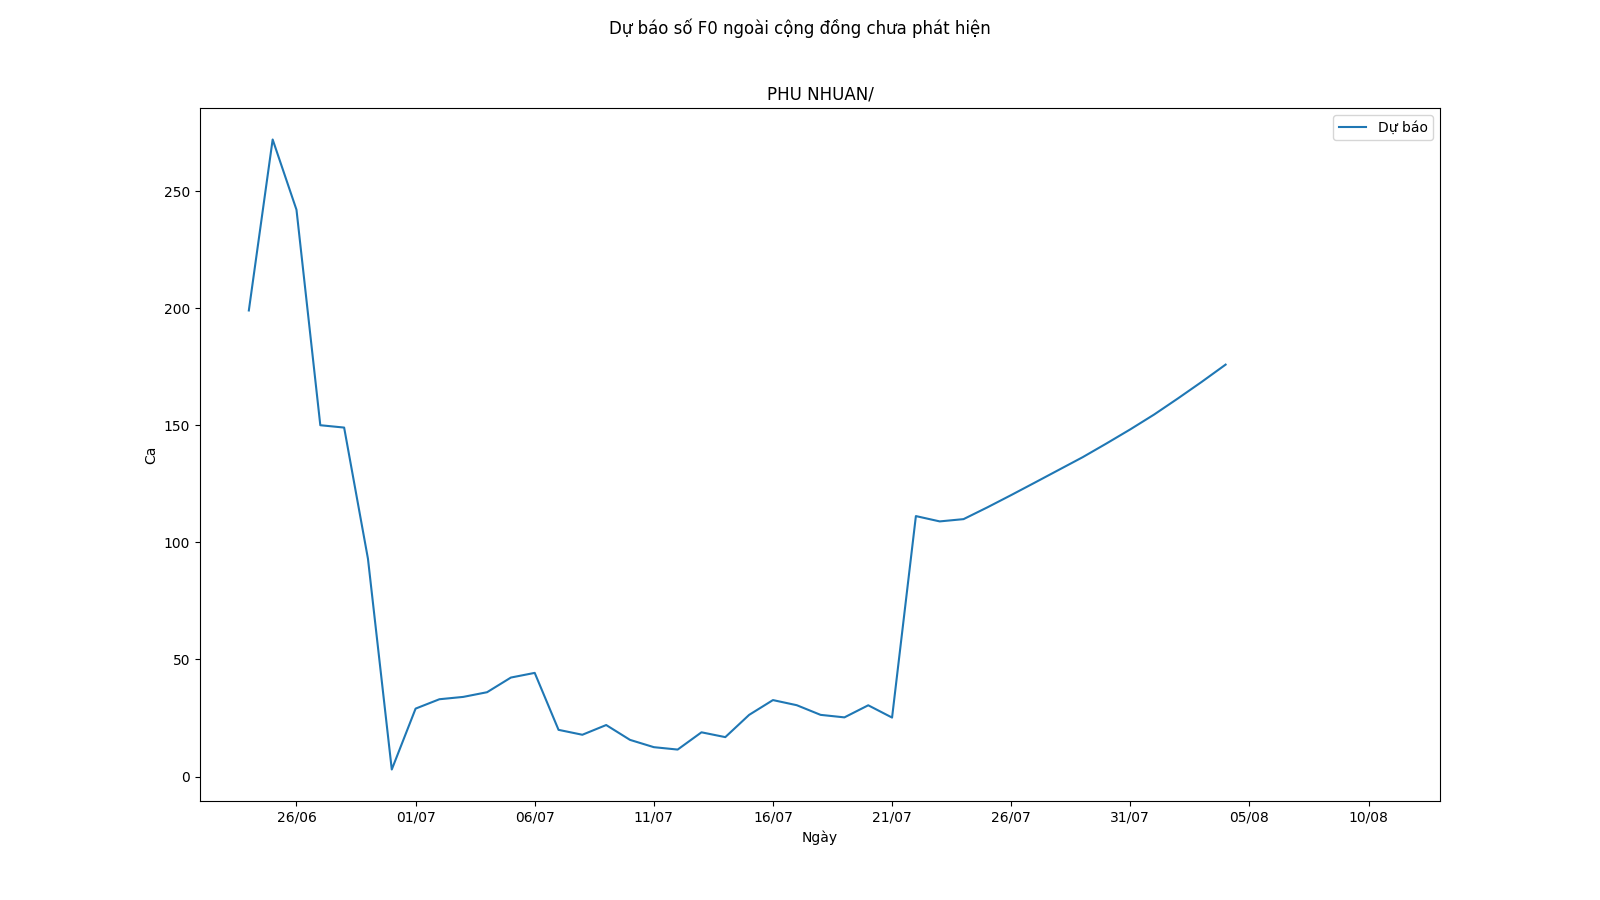 Dự báo số F0 ngoài cộng đồng chưa phát hiện
PHU NHUAN/
Dự báo
250
200
150
100
50
0
Ca
26/06 01/07 06/07 11/07 16/07 21/07 26/07 31/07 05/08 10/08
Ngày